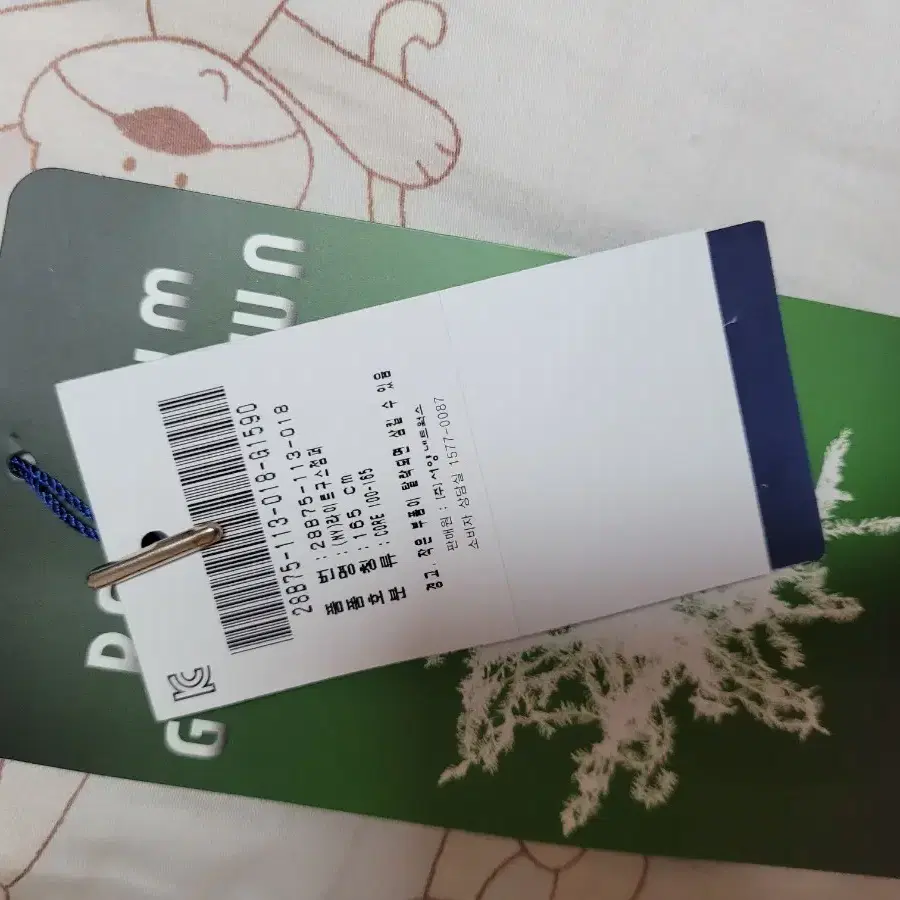 28B75-113-018-G1590
품 번 : 28B75-113-018
품 명 : (NV)라이트구스점퍼
호 칭 : 165 cm
분 류 : CORE 100-165
경고. 작은 부품이 탈락되면 삼킬 수 있음
판매원 : (주)서양네트웍스
소비자 상담실 1577-0087